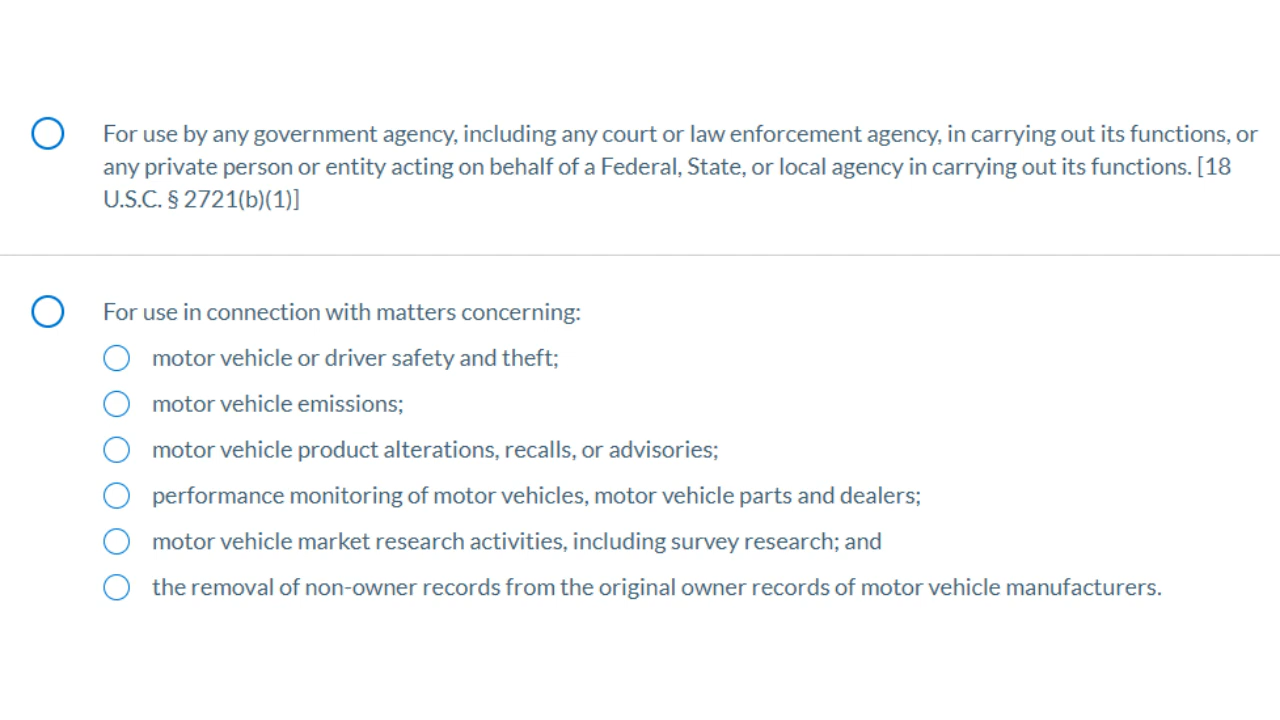 For use by any government agency, including any court or law enforcement agency, in carrying out its functions, or
any private person or entity acting on behalf of a Federal, State, or local agency in carrying out its functions. [18
U.S.C. § 2721(b)(1)]
For use in connection with matters concerning:
motor vehicle or driver safety and theft;
motor vehicle emissions;
motor vehicle product alterations, recalls, or advisories;
performance monitoring of motor vehicles, motor vehicle parts and dealers;
motor vehicle market research activities, including survey research; and
the removal of non-owner records from the original owner records of motor vehicle manufacturers.